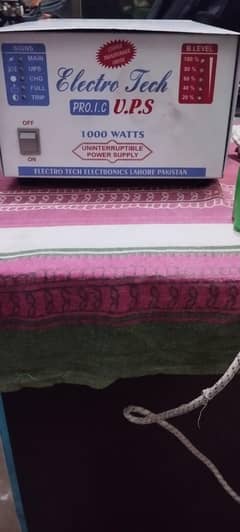 SIGNS
MAIN
UPS
CHG
FULL
TRIP
Electro Tech
PRO.I.C U.P.S
1000 WATTS
UNINTERRUPTIBLE
POWER SUPPLY
B.LEVEL
100 %
80 %
60 %
40 %
20 %
OFF
ON
ELECTRO TECH ELECTRONICS LAHORE PAKISTAN